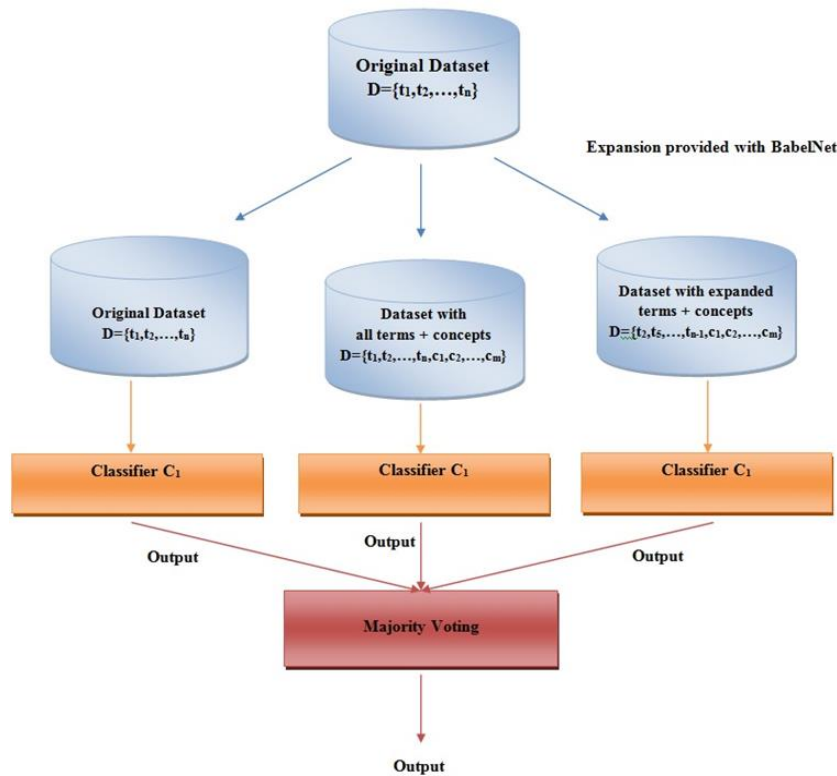 Original Dataset
D={t₁,t₂,…,tₙ}
Expansion provided with BabelNet
Original Dataset
D={t₁,t₂,…,tₙ}
Dataset with
all terms + concepts
D={t₁,t₂,…,tₙ,c₁,c₂,…,cₘ}
Dataset with expanded
terms + concepts
D={t₂,t₅,…,tₙ₋₁,c₁,c₂,…,cₘ}
Classifier C₁
Classifier C₁
Classifier C₁
Output
Output
Output
Majority Voting
Output